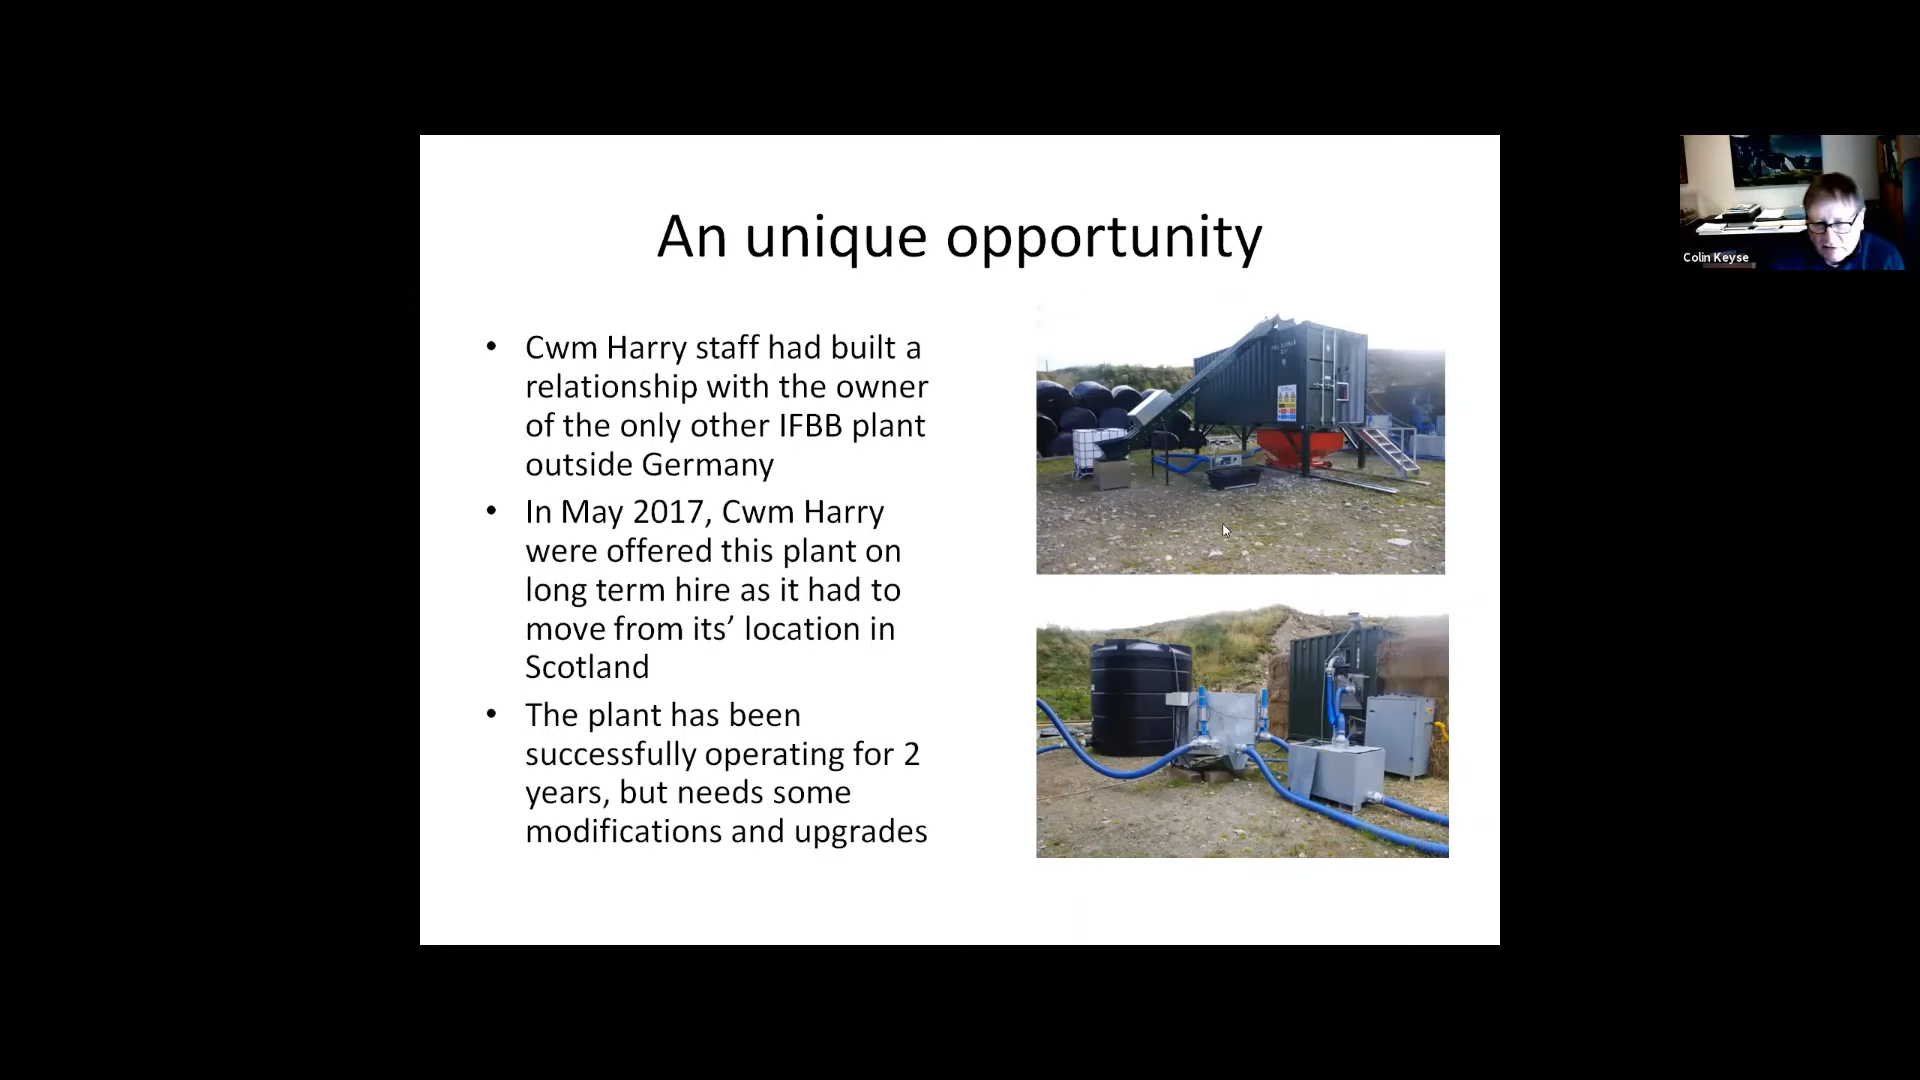 An unique opportunity
• Cwm Harry staff had built a
relationship with the owner
of the only other IFBB plant
outside Germany
• In May 2017, Cwm Harry
were offered this plant on
long term hire as it had to
move from its’ location in
Scotland
• The plant has been
successfully operating for 2
years, but needs some
modifications and upgrades
Colin Keyse